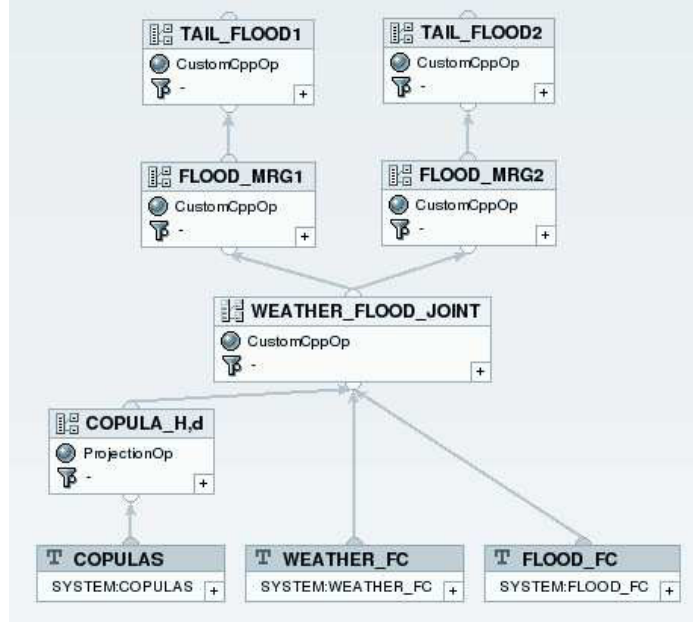 TAIL_FLOOD1
CustomCppOp
-
+
TAIL_FLOOD2
CustomCppOp
-
+
FLOOD_MRG1
CustomCppOp
-
+
FLOOD_MRG2
CustomCppOp
-
+
WEATHER_FLOOD_JOINT
CustomCppOp
-
+
COPULA_H,d
ProjectionOp
-
+
T COPULAS
SYSTEM:COPULAS +
T WEATHER_FC
SYSTEM:WEATHER_FC +
T FLOOD_FC
SYSTEM:FLOOD_FC +